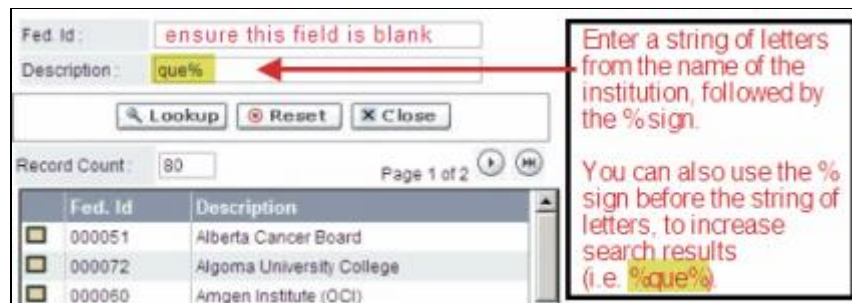 Fed. Id : ensure this field is blank
Description : que%
Lookup Reset Close
Record Count : 80 Page 1 of 2
Fed. Id Description
000051 Alberta Cancer Board
000072 Algoma University College
000060 Amgen Institute (OCI)
Enter a string of letters
from the name of the
institution, followed by
the % sign.
You can also use the %
sign before the string of
letters, to increase
search results
(i.e. %que%).